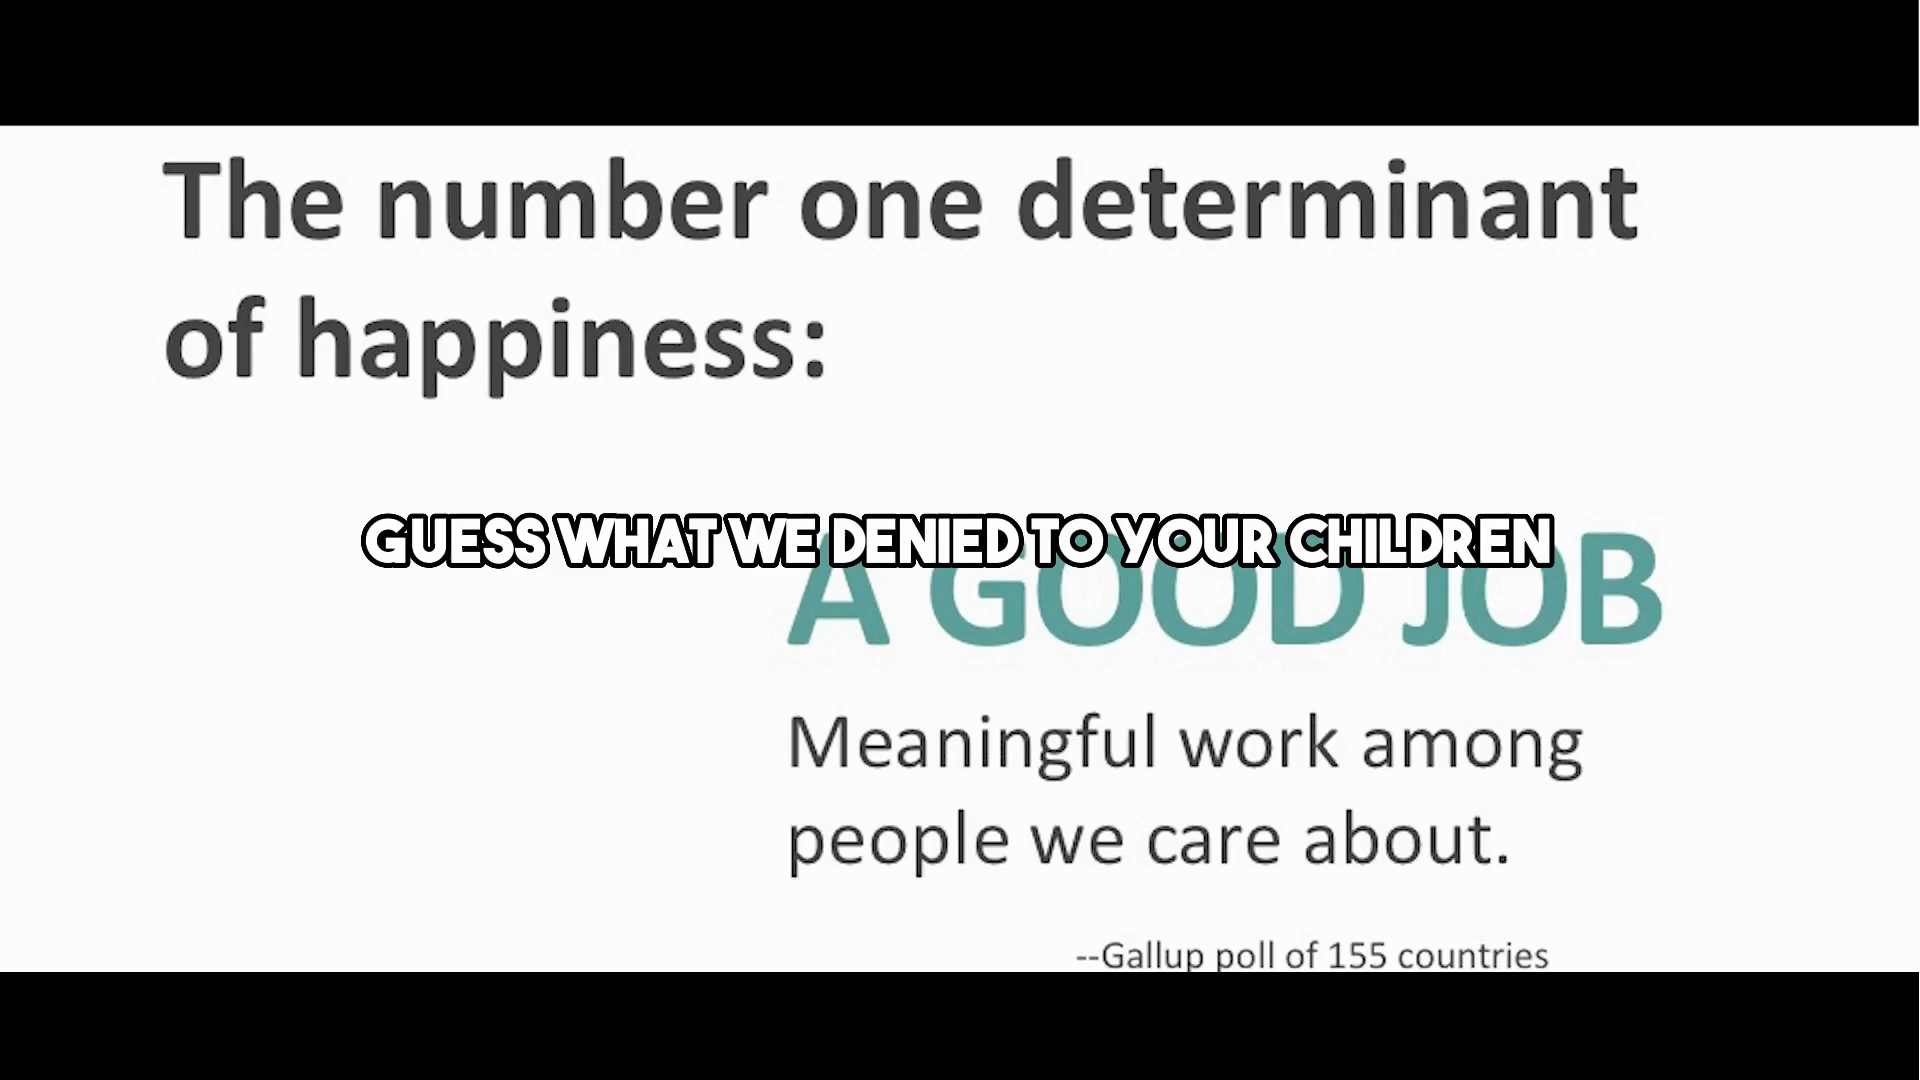 The number one determinant
of happiness:
GUESS WHAT WE DENIED TO YOUR CHILDREN
A GOOD JOB
Meaningful work among
people we care about.
--Gallup poll of 155 countries